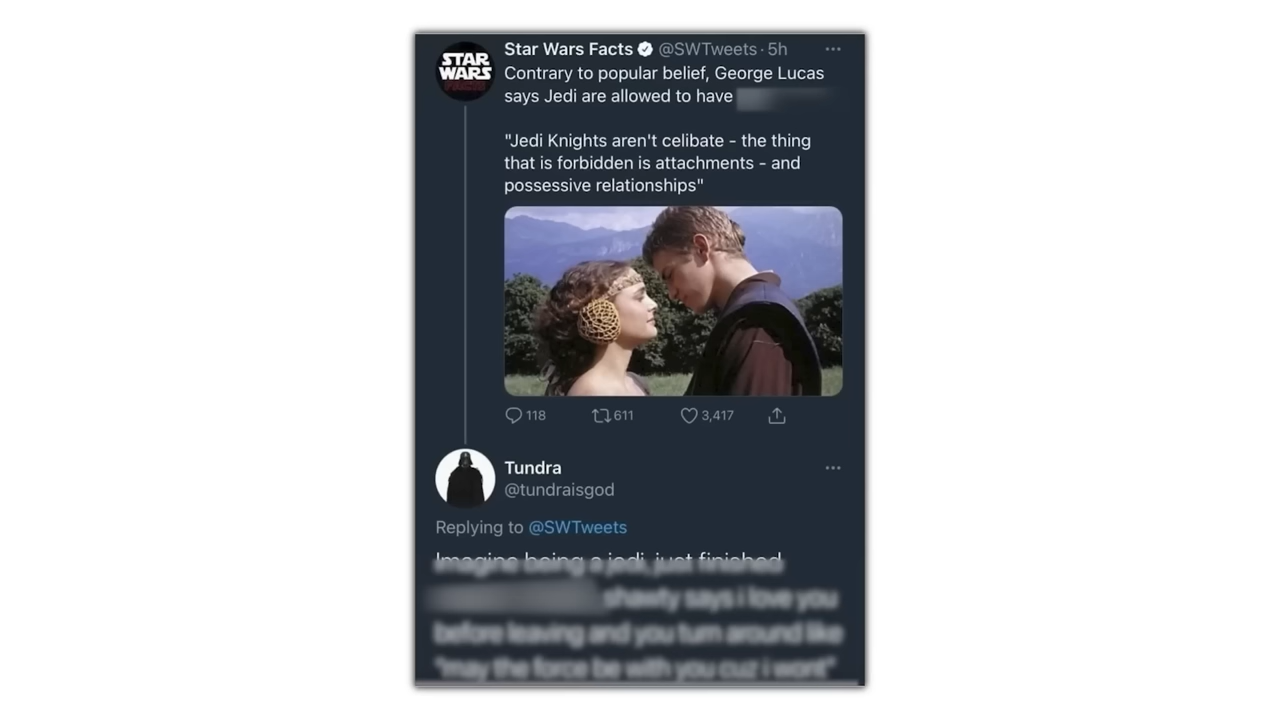 STAR
WARS
FACTS
Star Wars Facts @SWTweets · 5h
Contrary to popular belief, George Lucas
says Jedi are allowed to have
"Jedi Knights aren't celibate - the thing
that is forbidden is attachments - and
possessive relationships"
118 611 3,417
Tundra
@tundraisgod
Replying to @SWTweets
Imagine being a jedi, just finished
shawty says i love you
before leaving and you turn around like
"may the force be with you cuz i wont"